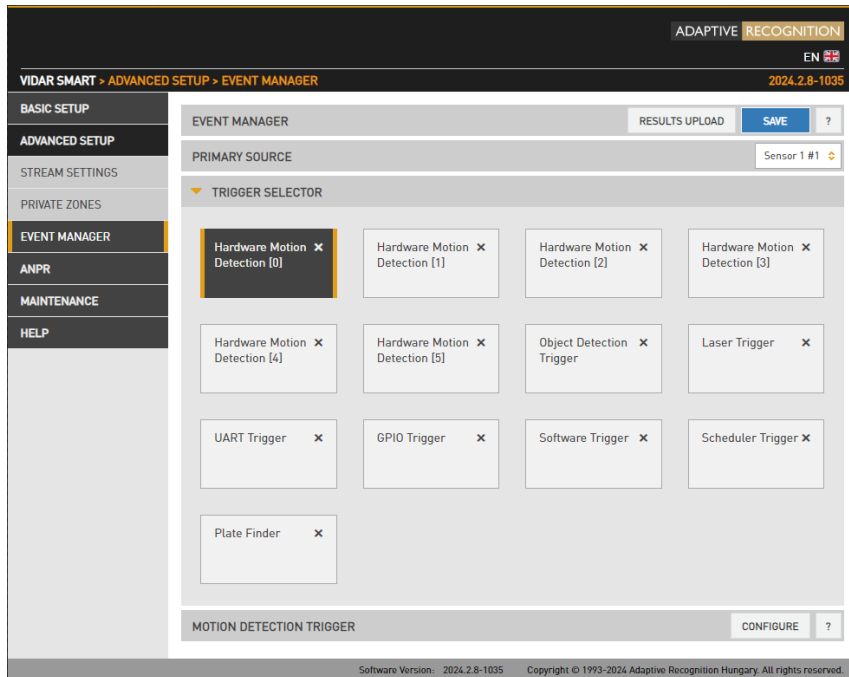 ADAPTIVE RECOGNITION
EN
VIDAR SMART > ADVANCED SETUP > EVENT MANAGER
2024.2.8-1035
BASIC SETUP
ADVANCED SETUP
STREAM SETTINGS
PRIVATE ZONES
EVENT MANAGER
ANPR
MAINTENANCE
HELP
EVENT MANAGER
RESULTS UPLOAD
SAVE
?
PRIMARY SOURCE
Sensor 1 #1
TRIGGER SELECTOR
Hardware Motion ×
Detection [0]
Hardware Motion ×
Detection [1]
Hardware Motion ×
Detection [2]
Hardware Motion ×
Detection [3]
Hardware Motion ×
Detection [4]
Hardware Motion ×
Detection [5]
Object Detection ×
Trigger
Laser Trigger ×
UART Trigger ×
GPIO Trigger ×
Software Trigger ×
Scheduler Trigger ×
Plate Finder ×
MOTION DETECTION TRIGGER
CONFIGURE
?
Software Version: 2024.2.8-1035
Copyright © 1993-2024 Adaptive Recognition Hungary. All rights reserved.